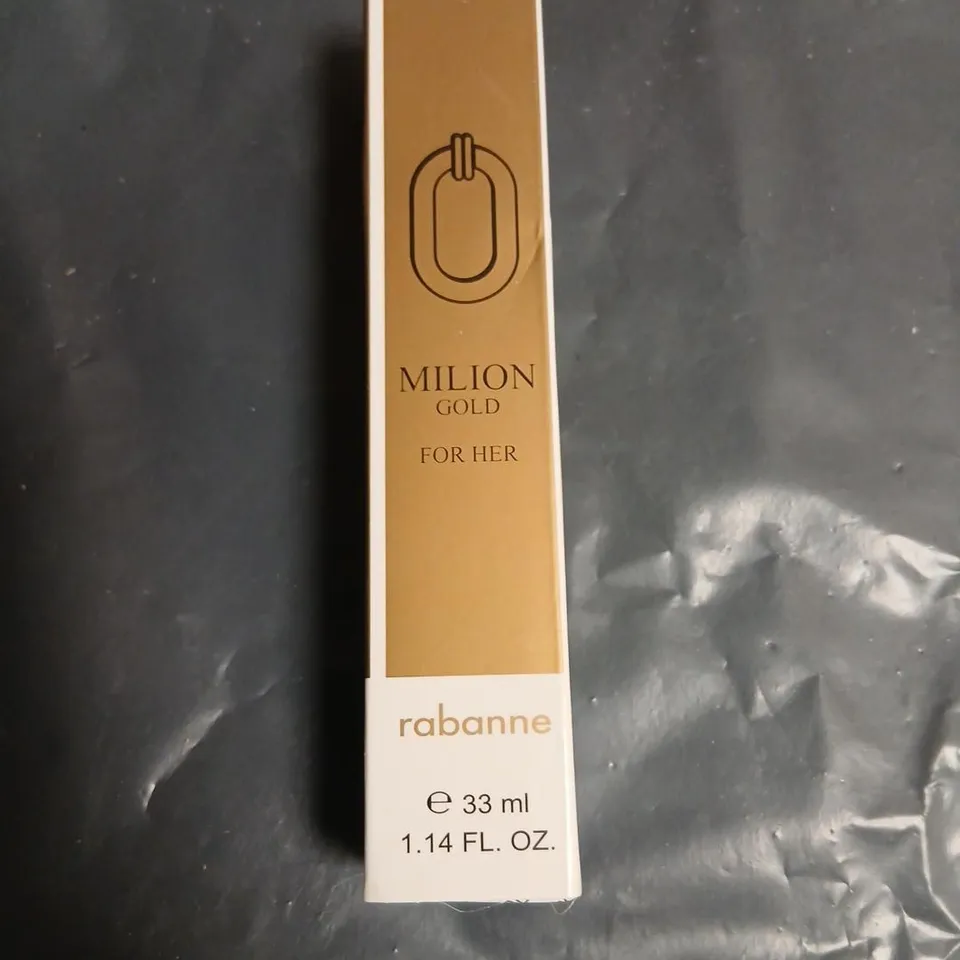 MILION
GOLD
FOR HER
rabanne
℮ 33 ml
1.14 FL. OZ.